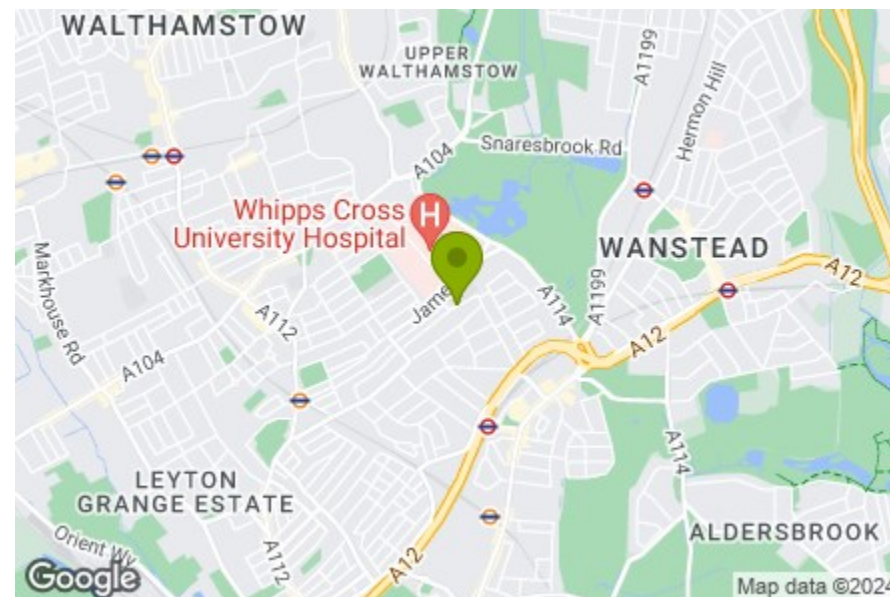 WALTHAMSTOW
UPPER
WALTHAMSTOW
A1199
Hermon Hill
A104
Snaresbrook Rd
Whipps Cross
University Hospital
H
WANSTEAD
Markhouse Rd
A112
James
A114
A1199
A12
A12
A104
A114
LEYTON
GRANGE ESTATE
ALDERSBROOK
Orient Wy
A112
A12
Google
Map data ©2024